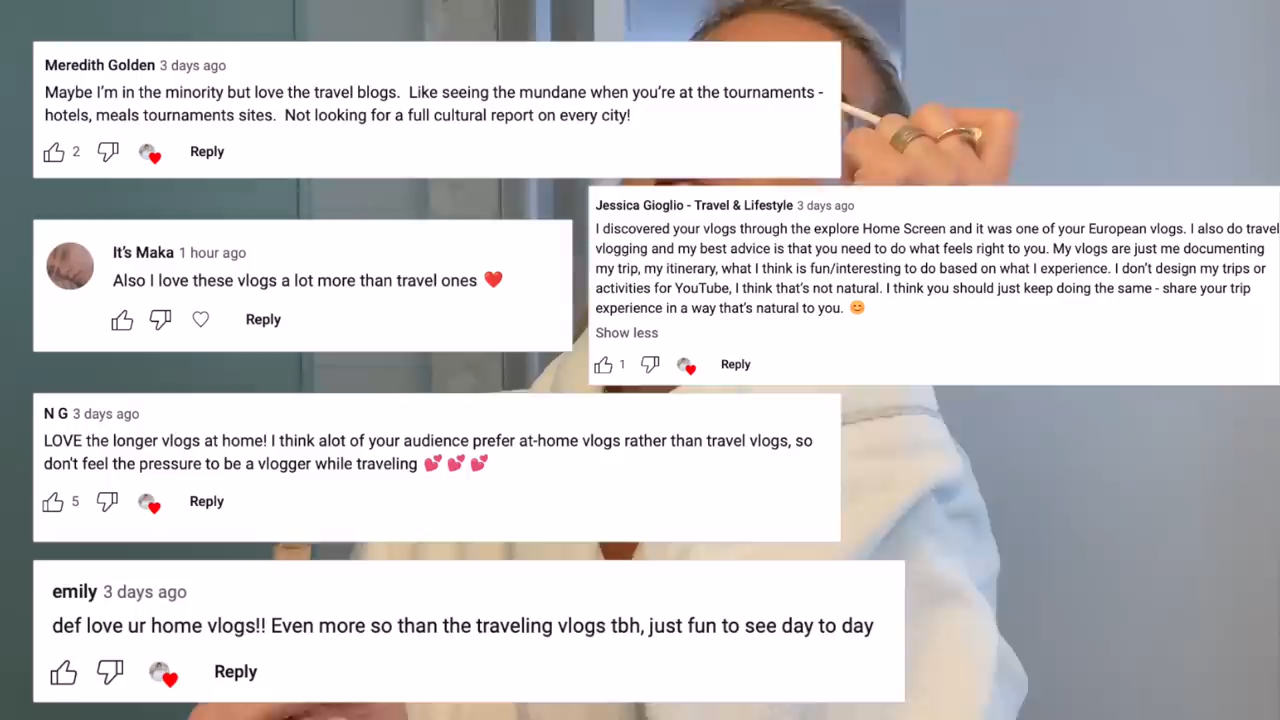 Meredith Golden 3 days ago
Maybe I'm in the minority but love the travel blogs.  Like seeing the mundane when you're at the tournaments -
hotels, meals tournaments sites.  Not looking for a full cultural report on every city!
2 Reply
Jessica Gioglio - Travel & Lifestyle 3 days ago
I discovered your vlogs through the explore Home Screen and it was one of your European vlogs. I also do travel
vlogging and my best advice is that you need to do what feels right to you. My vlogs are just me documenting
my trip, my itinerary, what I think is fun/interesting to do based on what I experience. I don't design my trips or
activities for YouTube, I think that's not natural. I think you should just keep doing the same - share your trip
experience in a way that's natural to you. 😊
Show less
1 Reply
It's Maka 1 hour ago
Also I love these vlogs a lot more than travel ones ❤️
Reply
N G 3 days ago
LOVE the longer vlogs at home! I think alot of your audience prefer at-home vlogs rather than travel vlogs, so
don't feel the pressure to be a vlogger while traveling 💕 💕 💕
5 Reply
emily 3 days ago
def love ur home vlogs!! Even more so than the traveling vlogs tbh, just fun to see day to day
Reply